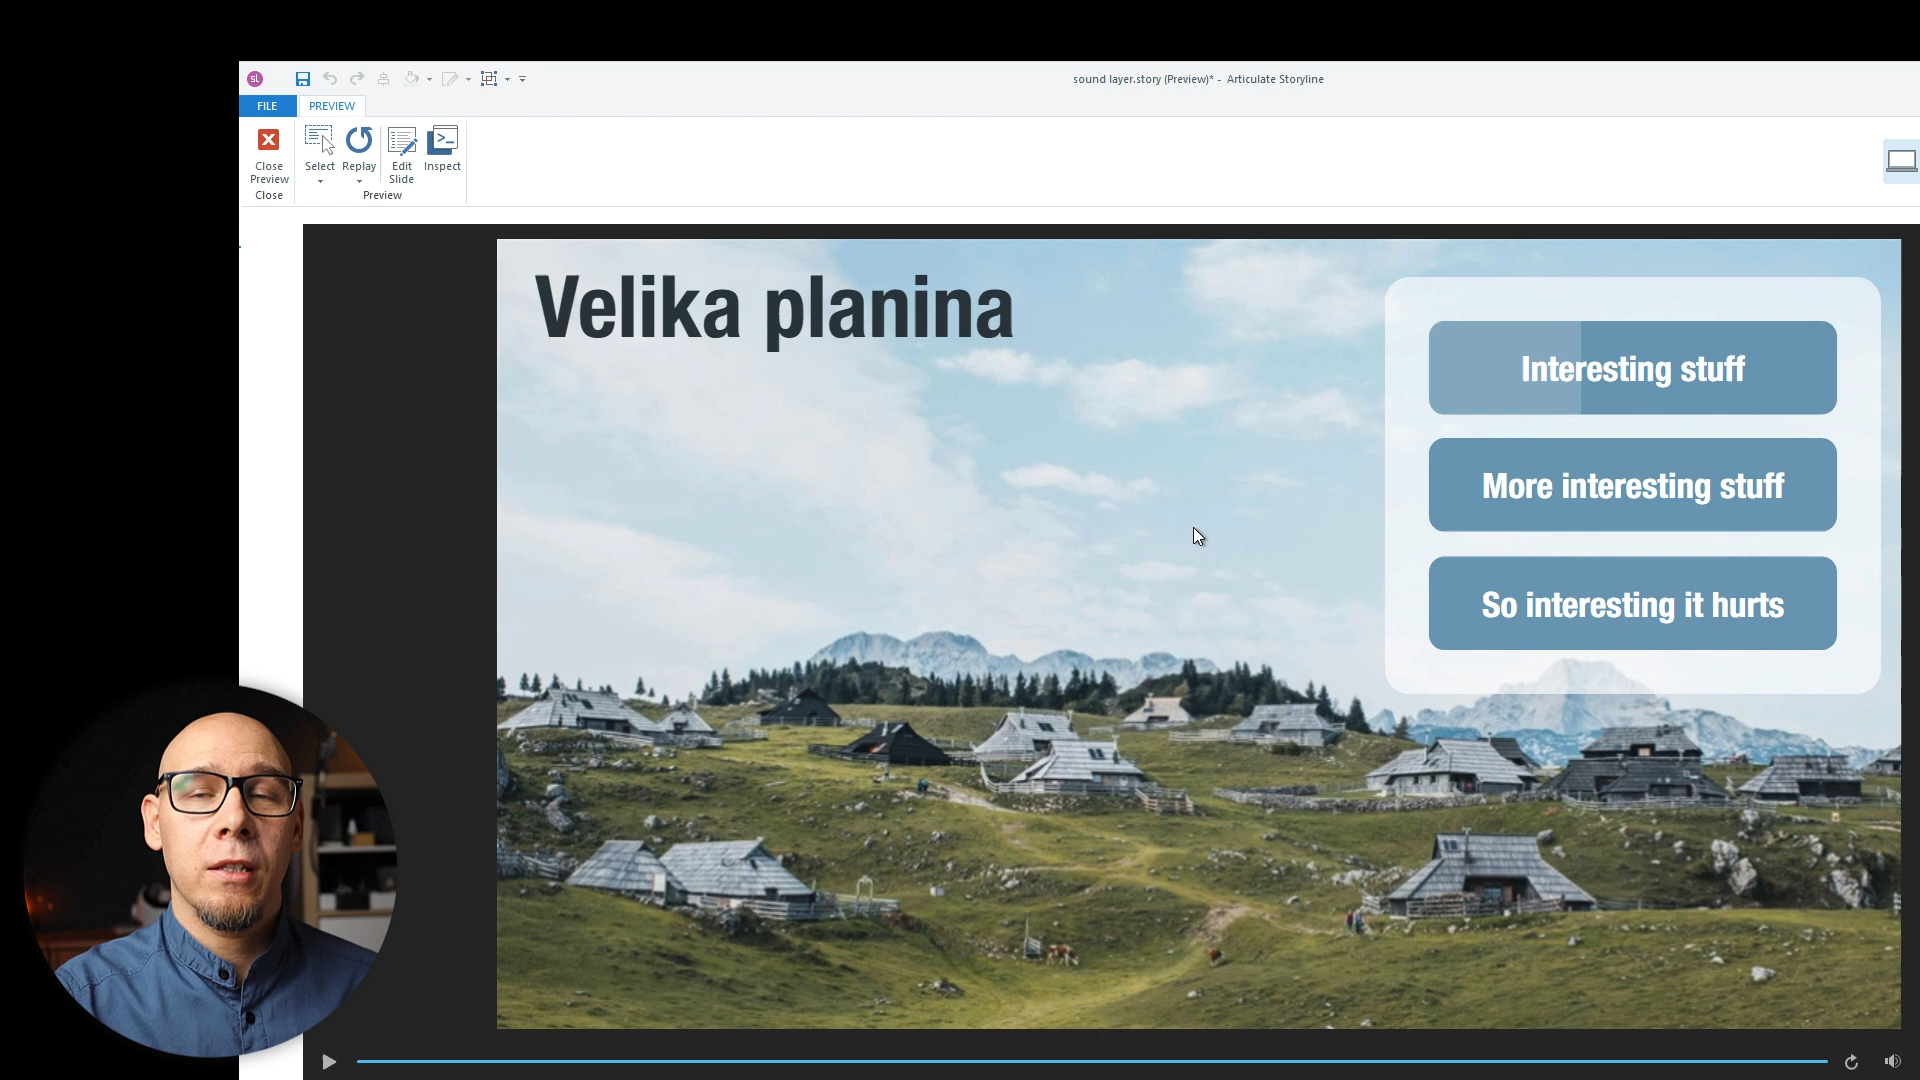 sl
sound layer.story (Preview)* - Articulate Storyline
FILE
PREVIEW
Close
Preview
Select
Replay
Edit
Slide
Inspect
Close
Preview
Velika planina
Interesting stuff
More interesting stuff
So interesting it hurts